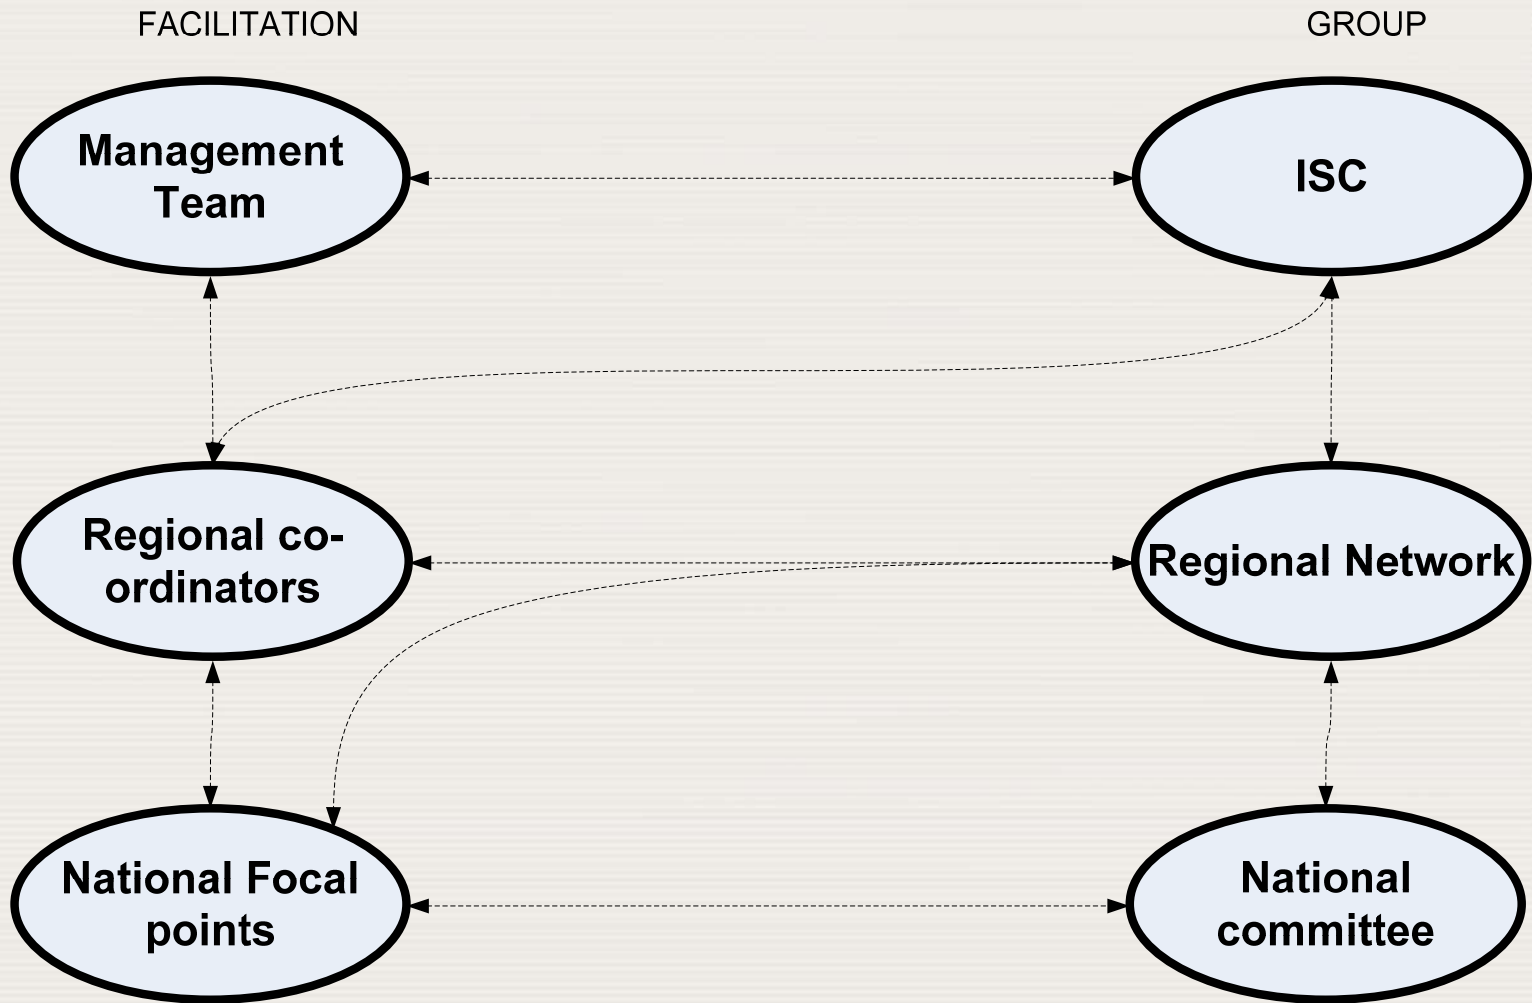 FACILITATION
GROUP
Management
Team
ISC
Regional co-
ordinators
Regional Network
National Focal
points
National
committee